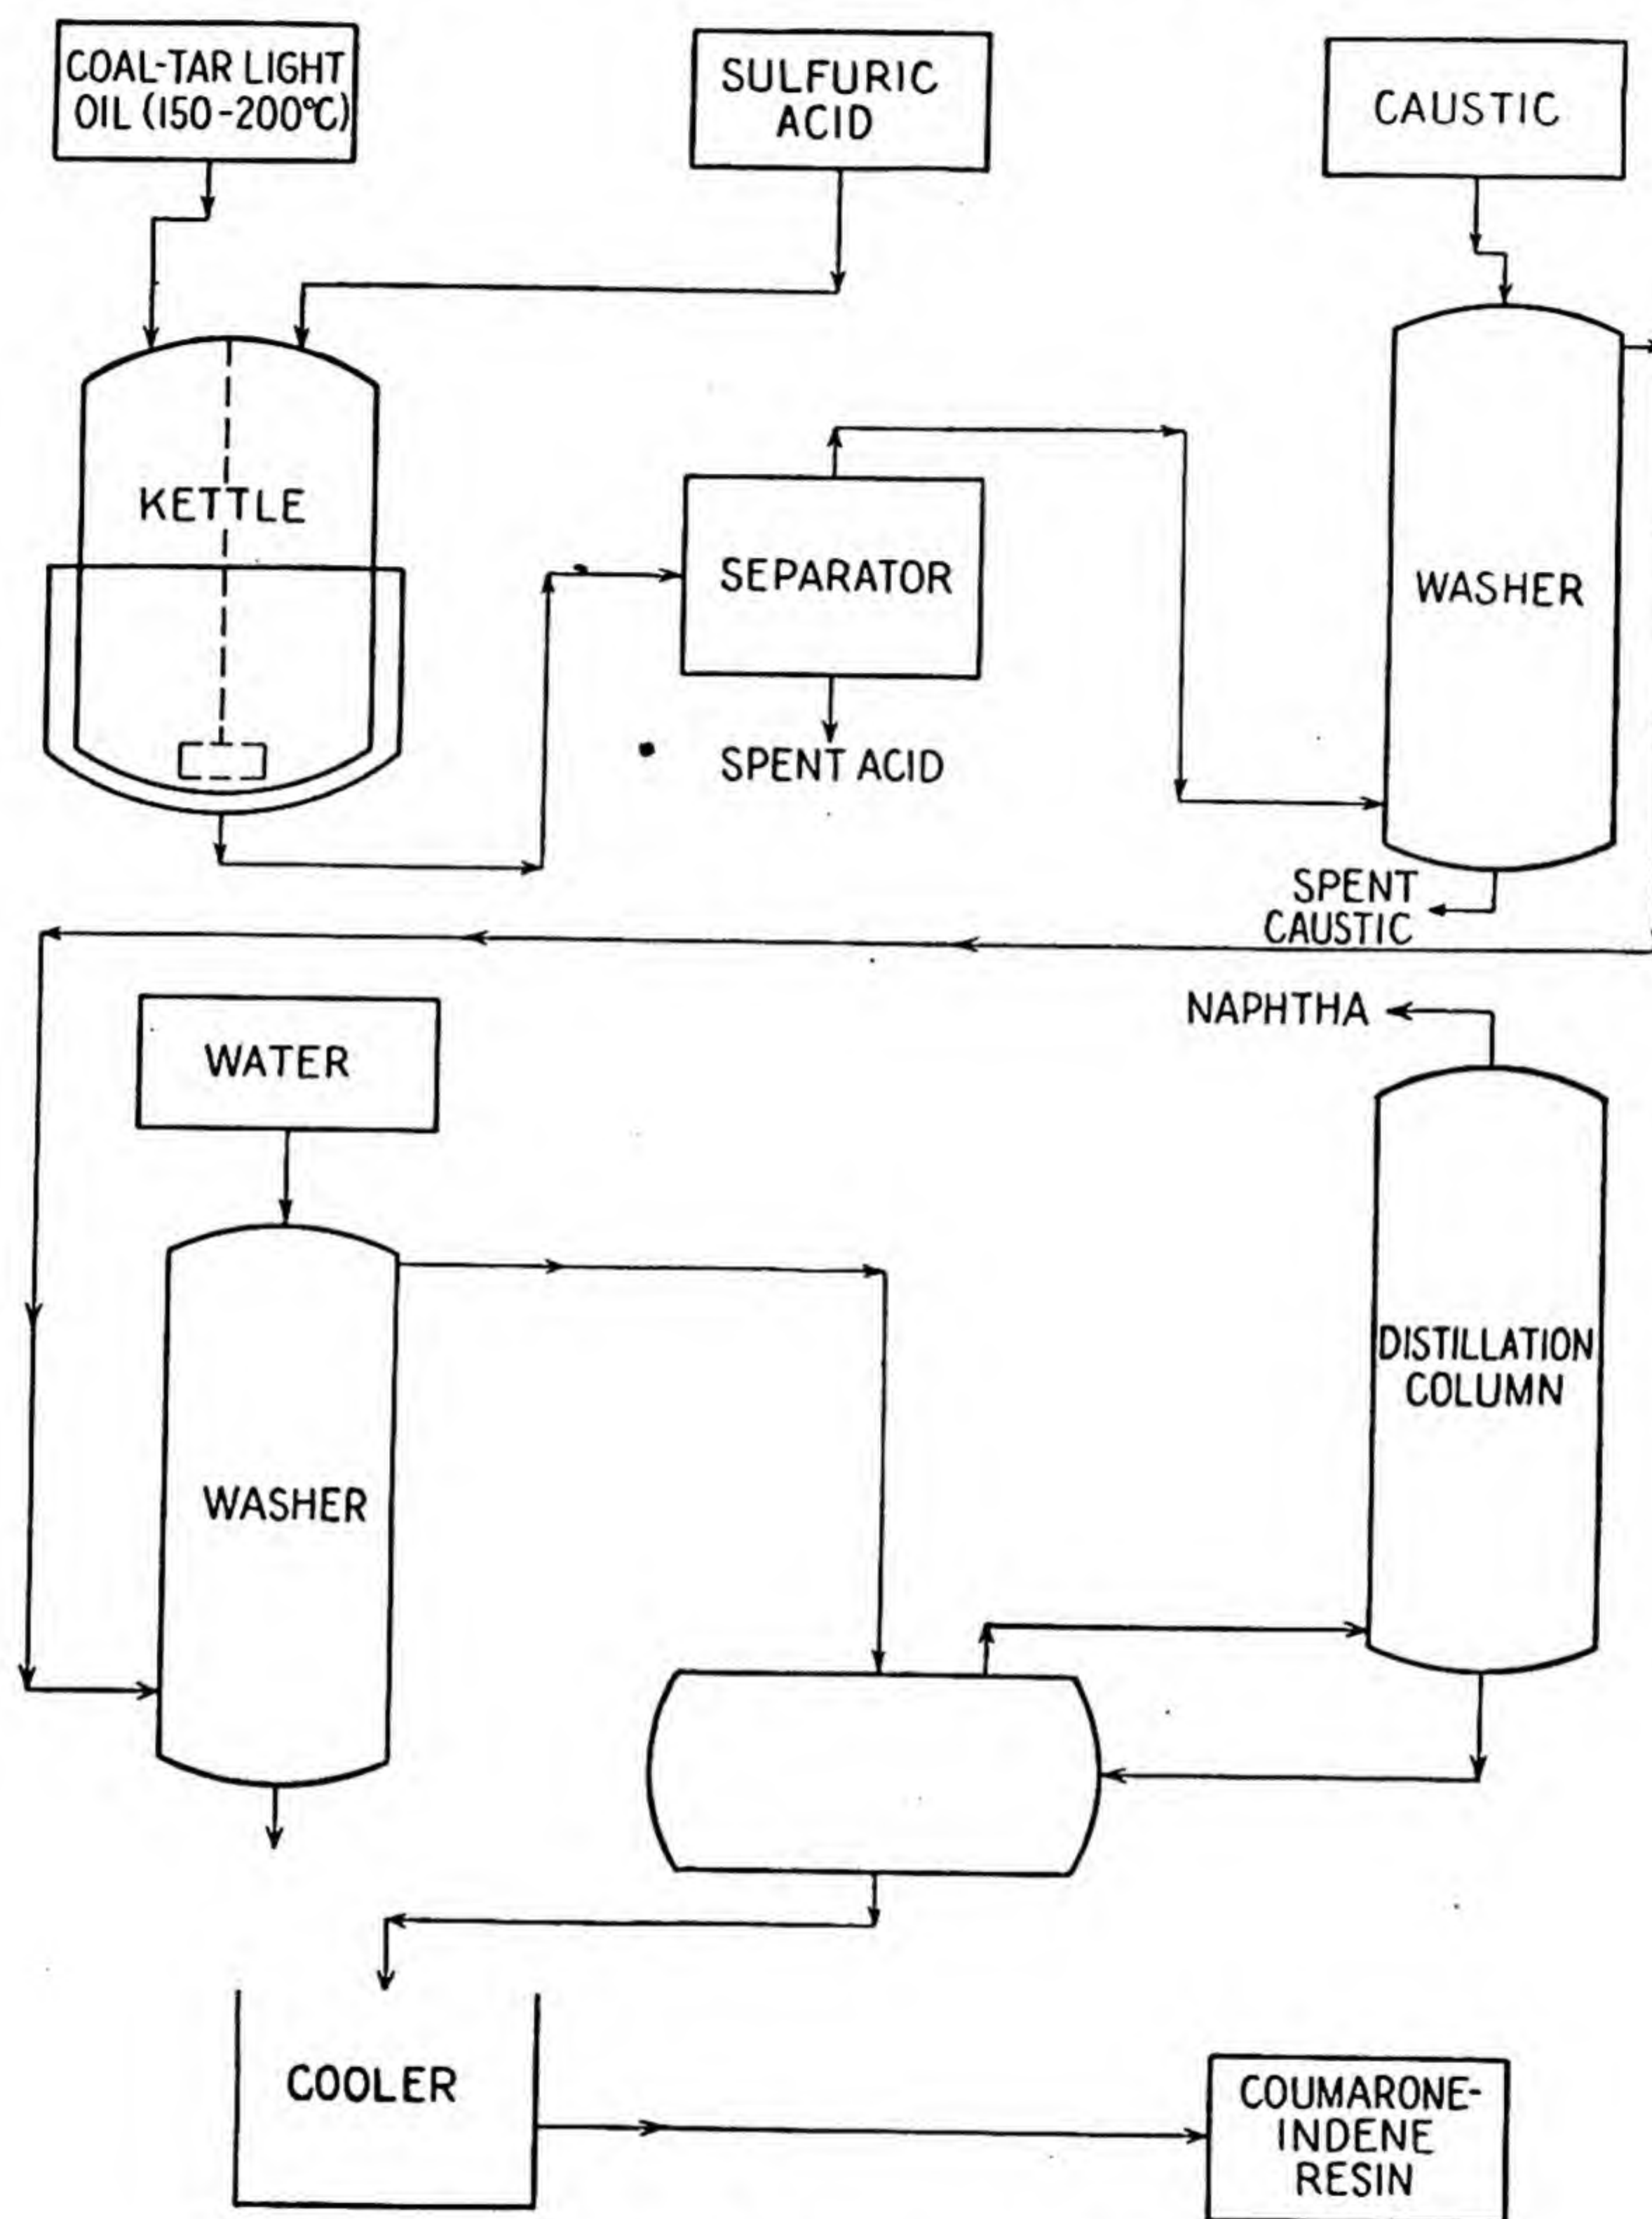 COAL-TAR LIGHT
OIL (150-200°C)
SULFURIC
ACID
CAUSTIC
KETTLE
SEPARATOR
WASHER
SPENT ACID
SPENT
CAUSTIC
NAPHTHA
WATER
DISTILLATION
COLUMN
WASHER
COOLER
COUMARONE-
INDENE
RESIN